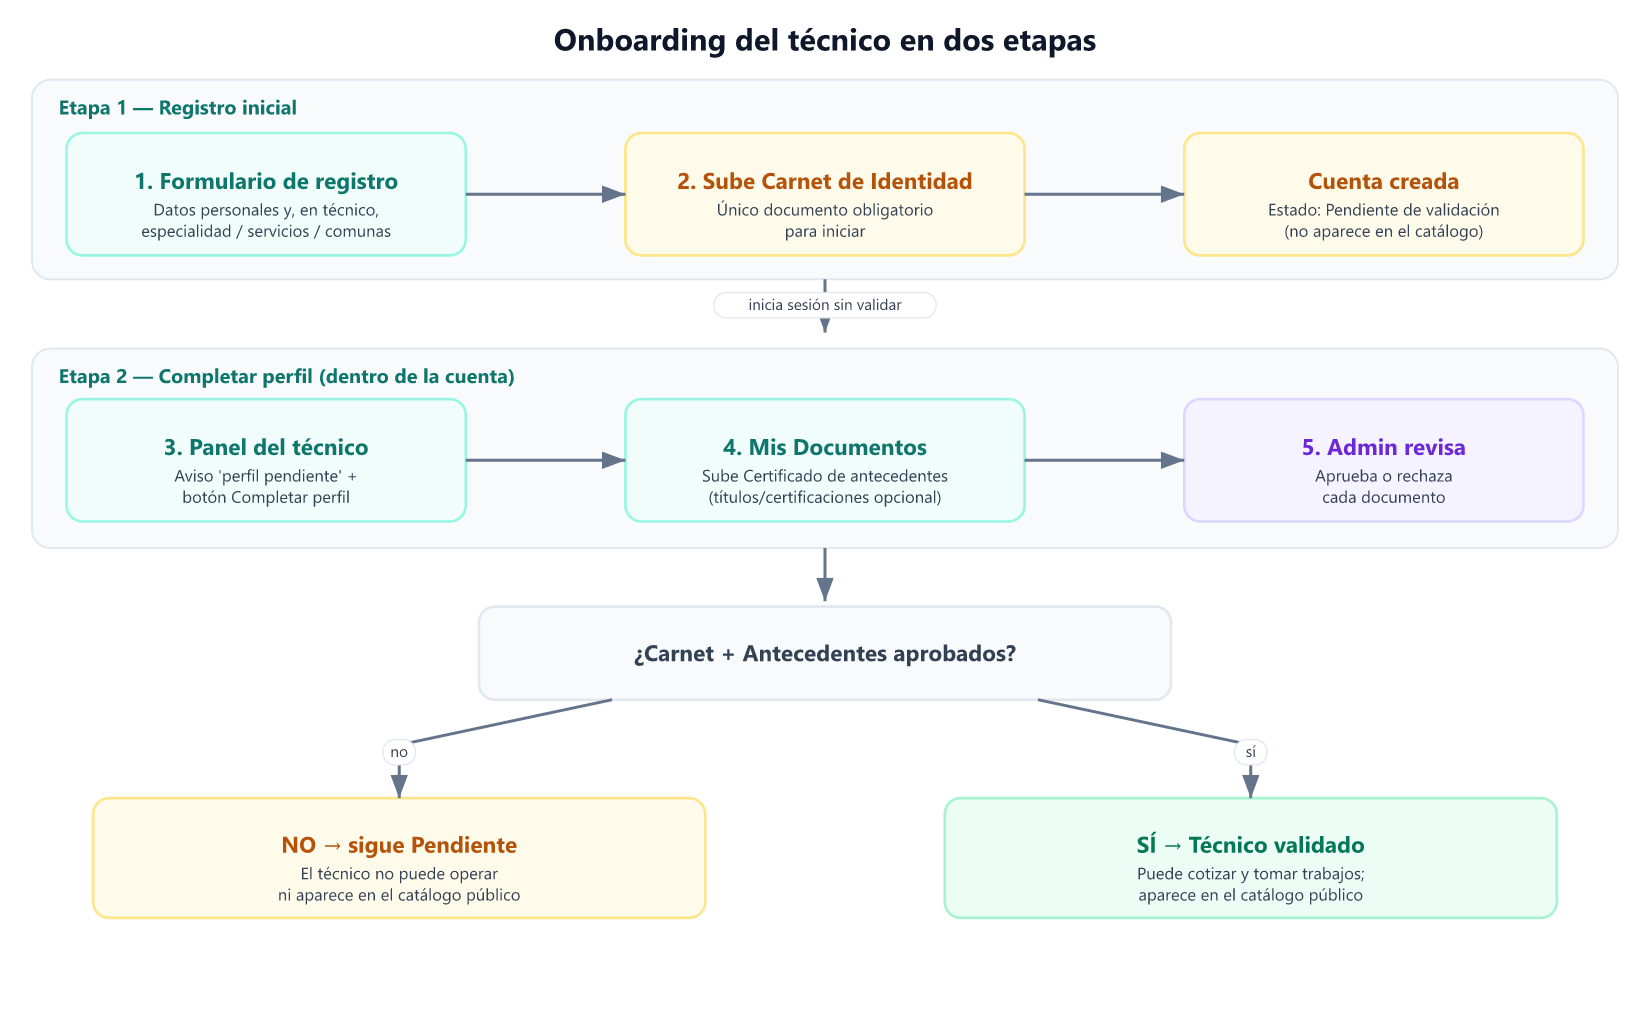 Onboarding del técnico en dos etapas
Etapa 1 — Registro inicial
1. Formulario de registro
Datos personales y, en técnico,
especialidad / servicios / comunas
2. Sube Carnet de Identidad
Único documento obligatorio
para iniciar
Cuenta creada
Estado: Pendiente de validación
(no aparece en el catálogo)
inicia sesión sin validar
Etapa 2 — Completar perfil (dentro de la cuenta)
3. Panel del técnico
Aviso 'perfil pendiente' +
botón Completar perfil
4. Mis Documentos
Sube Certificado de antecedentes
(títulos/certificaciones opcional)
5. Admin revisa
Aprueba o rechaza
cada documento
¿Carnet + Antecedentes aprobados?
no
sí
NO → sigue Pendiente
El técnico no puede operar
ni aparece en el catálogo público
SÍ → Técnico validado
Puede cotizar y tomar trabajos;
aparece en el catálogo público